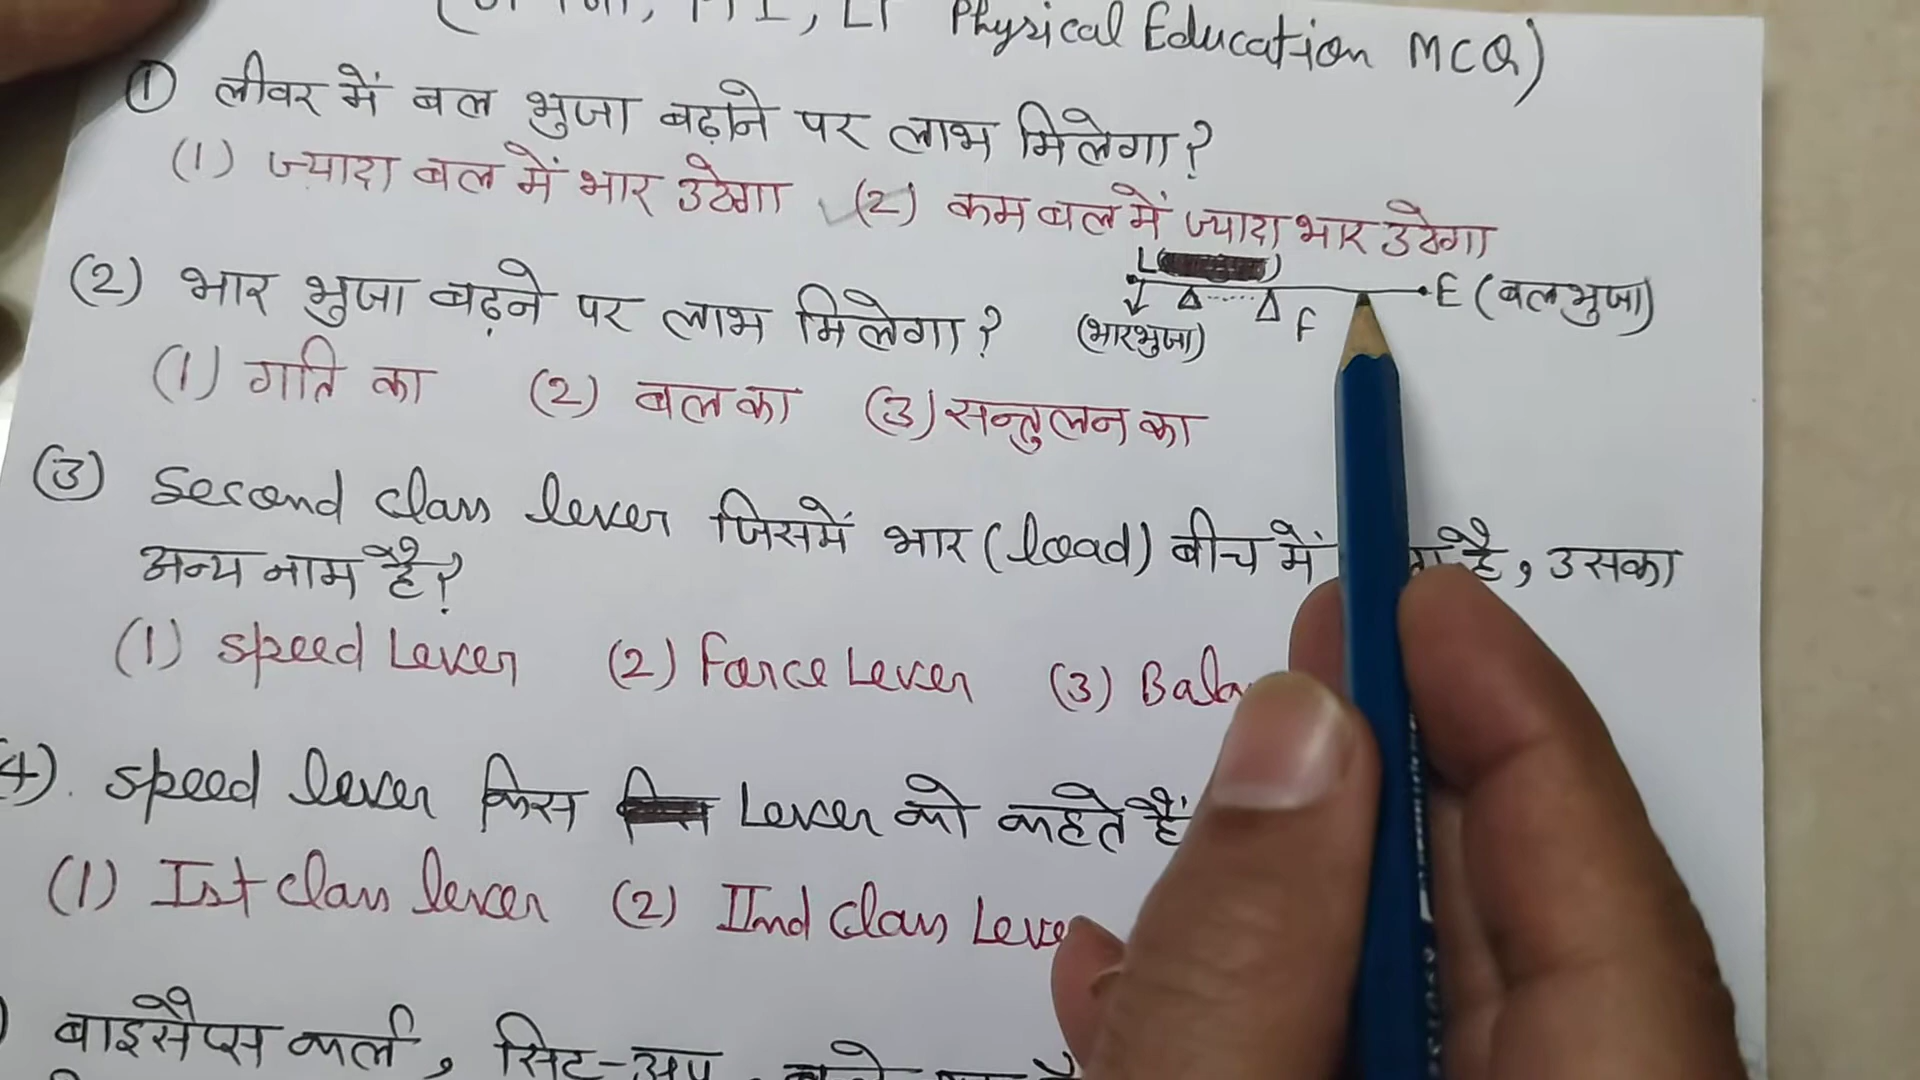 Physical Education MCQ)
① लीवर में बल भुजा बढ़ाने पर लाभ मिलेगा?
(1) ज्यादा बल में भार उठेगा (2) कम बल में ज्यादा भार उठेगा
L( )
E (बलभुजा)
(2) भार भुजा बढ़ने पर लाभ मिलेगा?
(भारभुजा)
F
(1) गति का (2) बल का (3) सन्तुलन का
(3) Second class lever जिसमें भार (load) बीच में है, उसका
अन्य नाम है?
(1) speed Lever (2) Force Lever (3)
(4). speed lever किस Lever को कहते हैं
(1) Ist class lever (2) IInd class
बाइसैप्स कर्ल, सिट-अप